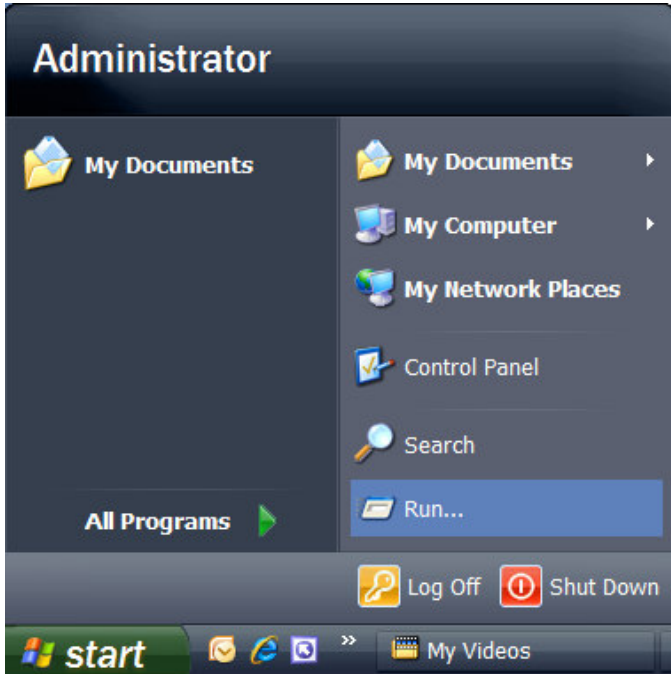 Administrator
My Documents
All Programs
My Documents
My Computer
My Network Places
Control Panel
Search
Run...
Log Off
Shut Down
start
»
My Videos